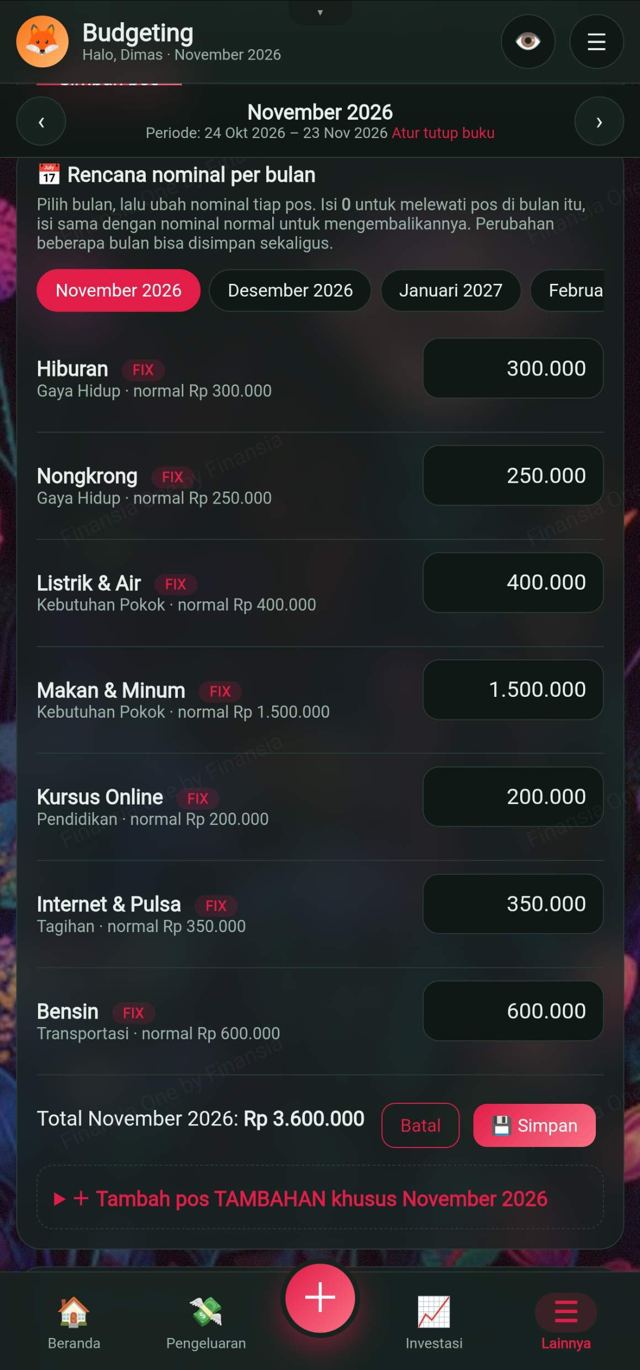 Budgeting
Halo, Dimas · November 2026
November 2026
Periode: 24 Okt 2026 – 23 Nov 2026 Atur tutup buku
Rencana nominal per bulan
Pilih bulan, lalu ubah nominal tiap pos. Isi 0 untuk melewati pos di bulan itu,
isi sama dengan nominal normal untuk mengembalikannya. Perubahan
beberapa bulan bisa disimpan sekaligus.
November 2026 Desember 2026 Januari 2027 Februa
Hiburan FIX 300.000
Gaya Hidup · normal Rp 300.000
Nongkrong FIX 250.000
Gaya Hidup · normal Rp 250.000
Listrik & Air FIX 400.000
Kebutuhan Pokok · normal Rp 400.000
Makan & Minum FIX 1.500.000
Kebutuhan Pokok · normal Rp 1.500.000
Kursus Online FIX 200.000
Pendidikan · normal Rp 200.000
Internet & Pulsa FIX 350.000
Tagihan · normal Rp 350.000
Bensin FIX 600.000
Transportasi · normal Rp 600.000
Total November 2026: Rp 3.600.000 Batal Simpan
+ Tambah pos TAMBAHAN khusus November 2026
Beranda Pengeluaran Investasi Lainnya